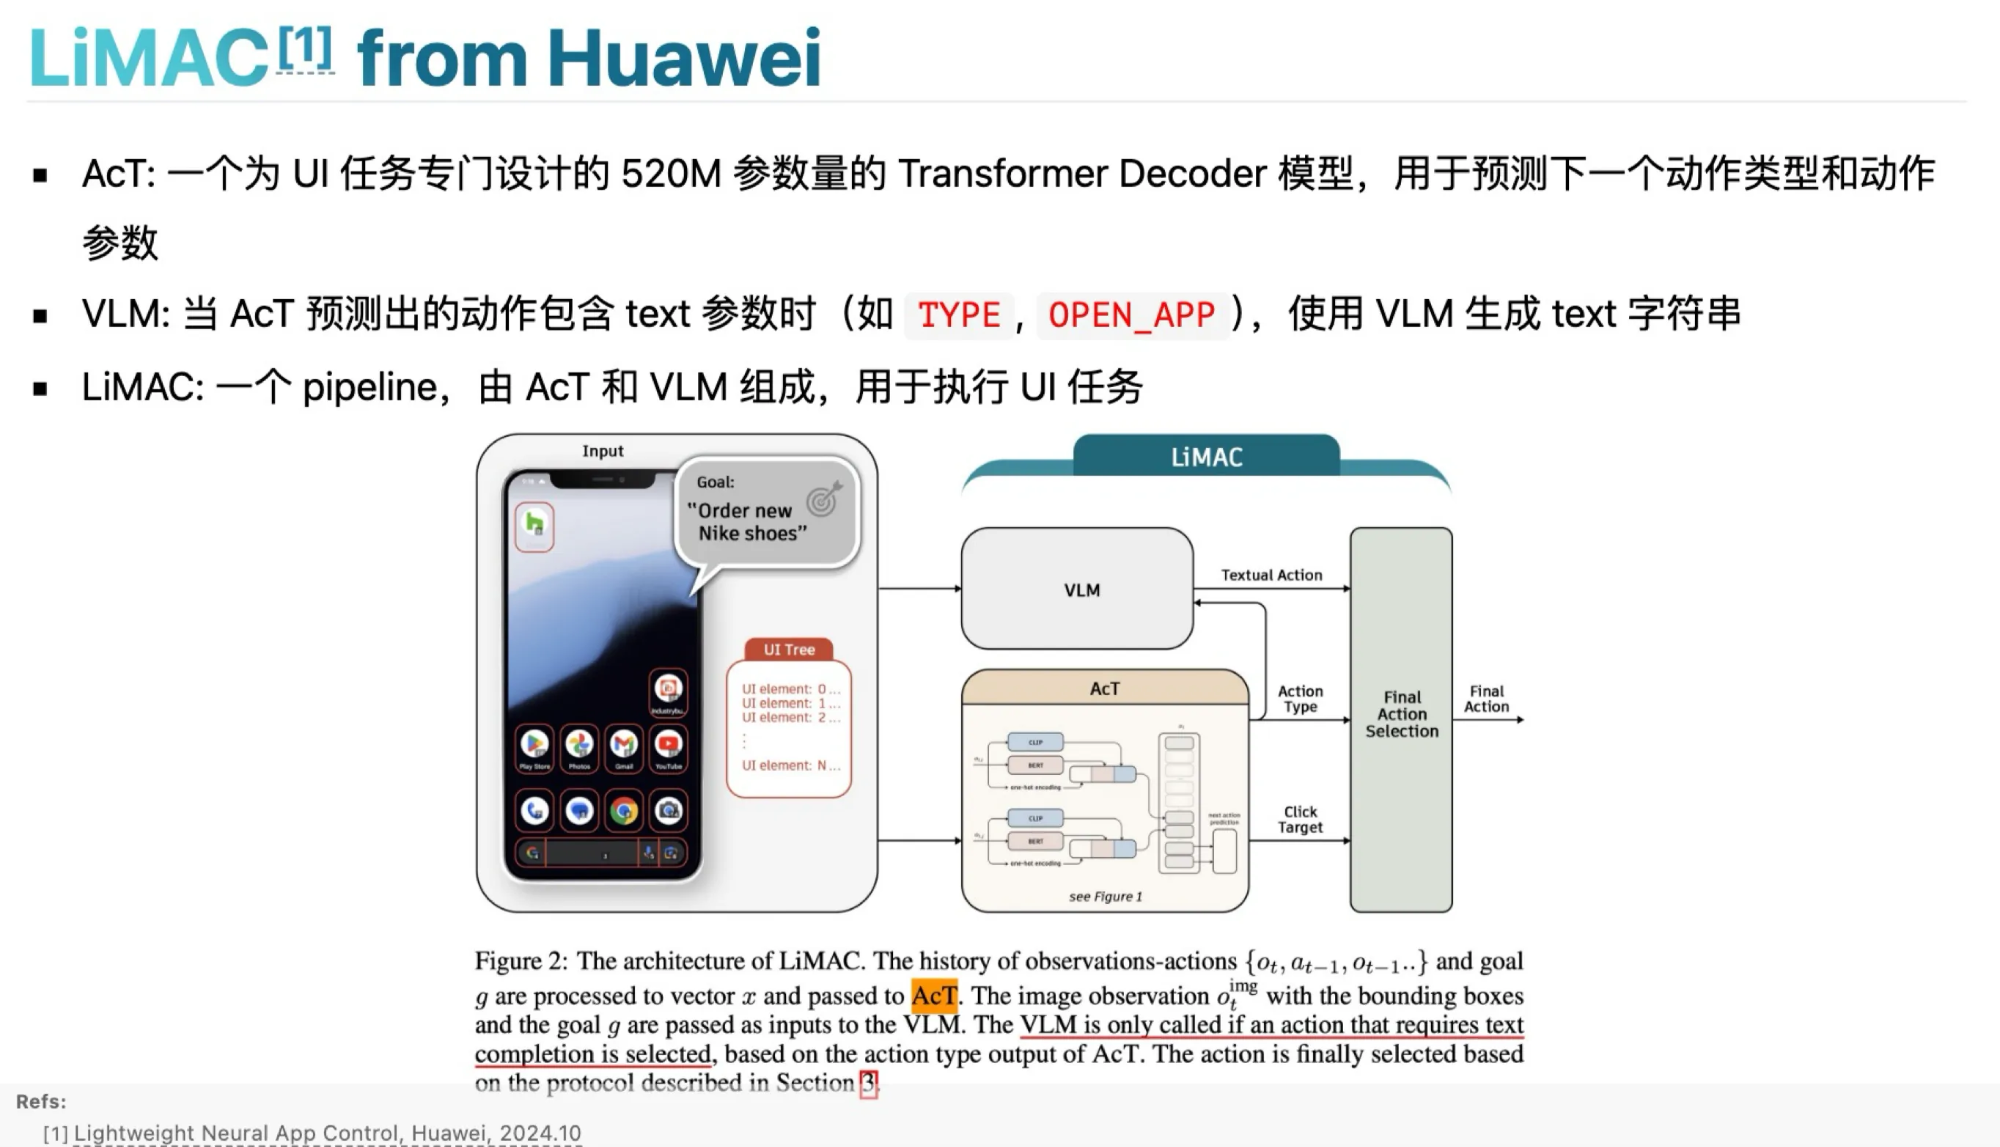 LiMAC[1] from Huawei
▪ AcT: 一个为 UI 任务专门设计的 520M 参数量的 Transformer Decoder 模型，用于预测下一个动作类型和动作
参数
▪ VLM: 当 AcT 预测出的动作包含 text 参数时（如 TYPE, OPEN_APP），使用 VLM 生成 text 字符串
▪ LiMAC: 一个 pipeline，由 AcT 和 VLM 组成，用于执行 UI 任务
Input
Goal:
"Order new
Nike shoes"
UI Tree
UI element: 0 ...
UI element: 1 ...
UI element: 2 ...
⋮
UI element: N ...
Play Store
Photos
Gmail
YouTube
LiMAC
VLM
Textual Action
AcT
CLIP
BERT
one-hot encoding
CLIP
BERT
one-hot encoding
next action
prediction
see Figure 1
Action
Type
Click
Target
Final
Action
Selection
Final
Action
Figure 2: The architecture of LiMAC. The history of observations-actions {o_t, a_{t−1}, o_{t−1}..} and goal
g are processed to vector x and passed to AcT. The image observation o_t^img with the bounding boxes
and the goal g are passed as inputs to the VLM. The VLM is only called if an action that requires text
completion is selected, based on the action type output of AcT. The action is finally selected based
on the protocol described in Section 3.
Refs:
[1] Lightweight Neural App Control, Huawei, 2024.10